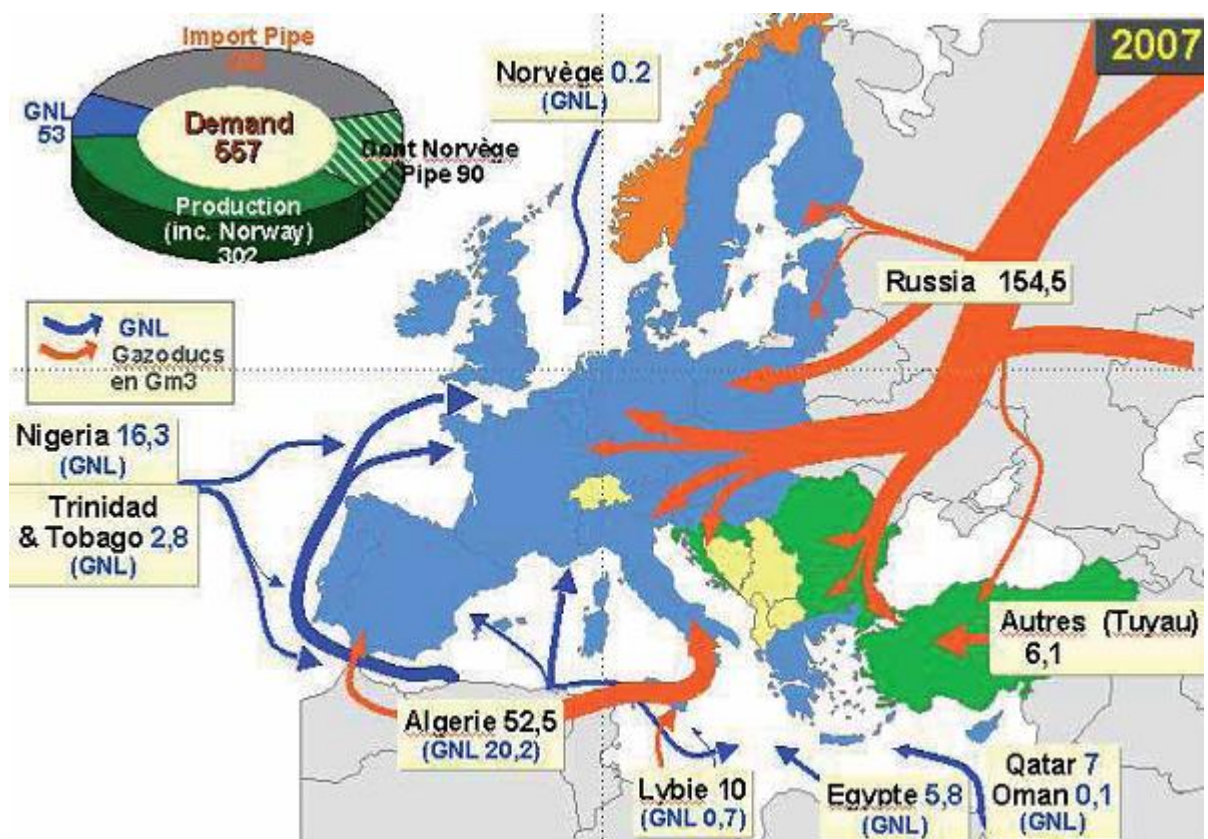 2007
Import Pipe
GNL
53
Demand
557
Dont Norvège
Pipe 90
Production
(inc. Norway)
302
Norvège 0.2
(GNL)
Russia 154,5
GNL
Gazoducs
en Gm3
Nigeria 16,3
(GNL)
Trinidad
& Tobago 2,8
(GNL)
Autres (Tuyau)
6,1
Algerie 52,5
(GNL 20,2)
Lybie 10
(GNL 0,7)
Egypte 5,8
(GNL)
Qatar 7
Oman 0,1
(GNL)